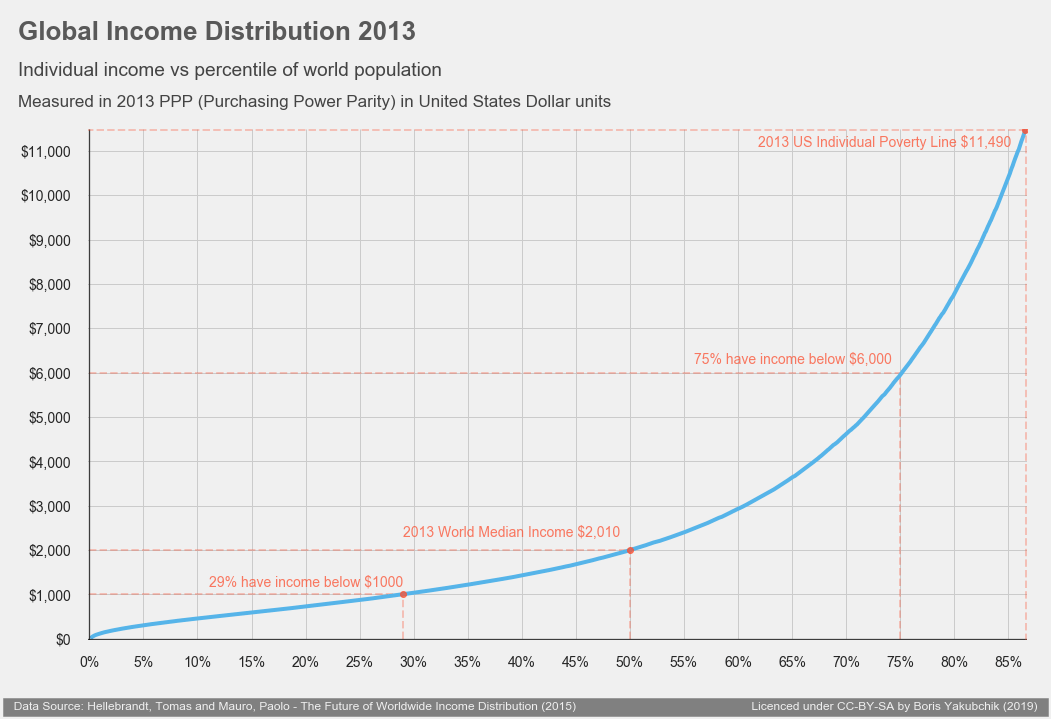 Global Income Distribution 2013
Individual income vs percentile of world population
Measured in 2013 PPP (Purchasing Power Parity) in United States Dollar units
2013 US Individual Poverty Line $11,490
$11,000
$10,000
$9,000
$8,000
$7,000
75% have income below $6,000
$6,000
$5,000
$4,000
$3,000
2013 World Median Income $2,010
$2,000
29% have income below $1000
$1,000
$0
0% 5% 10% 15% 20% 25% 30% 35% 40% 45% 50% 55% 60% 65% 70% 75% 80% 85%
Data Source: Hellebrandt, Tomas and Mauro, Paolo - The Future of Worldwide Income Distribution (2015) Licenced under CC-BY-SA by Boris Yakubchik (2019)